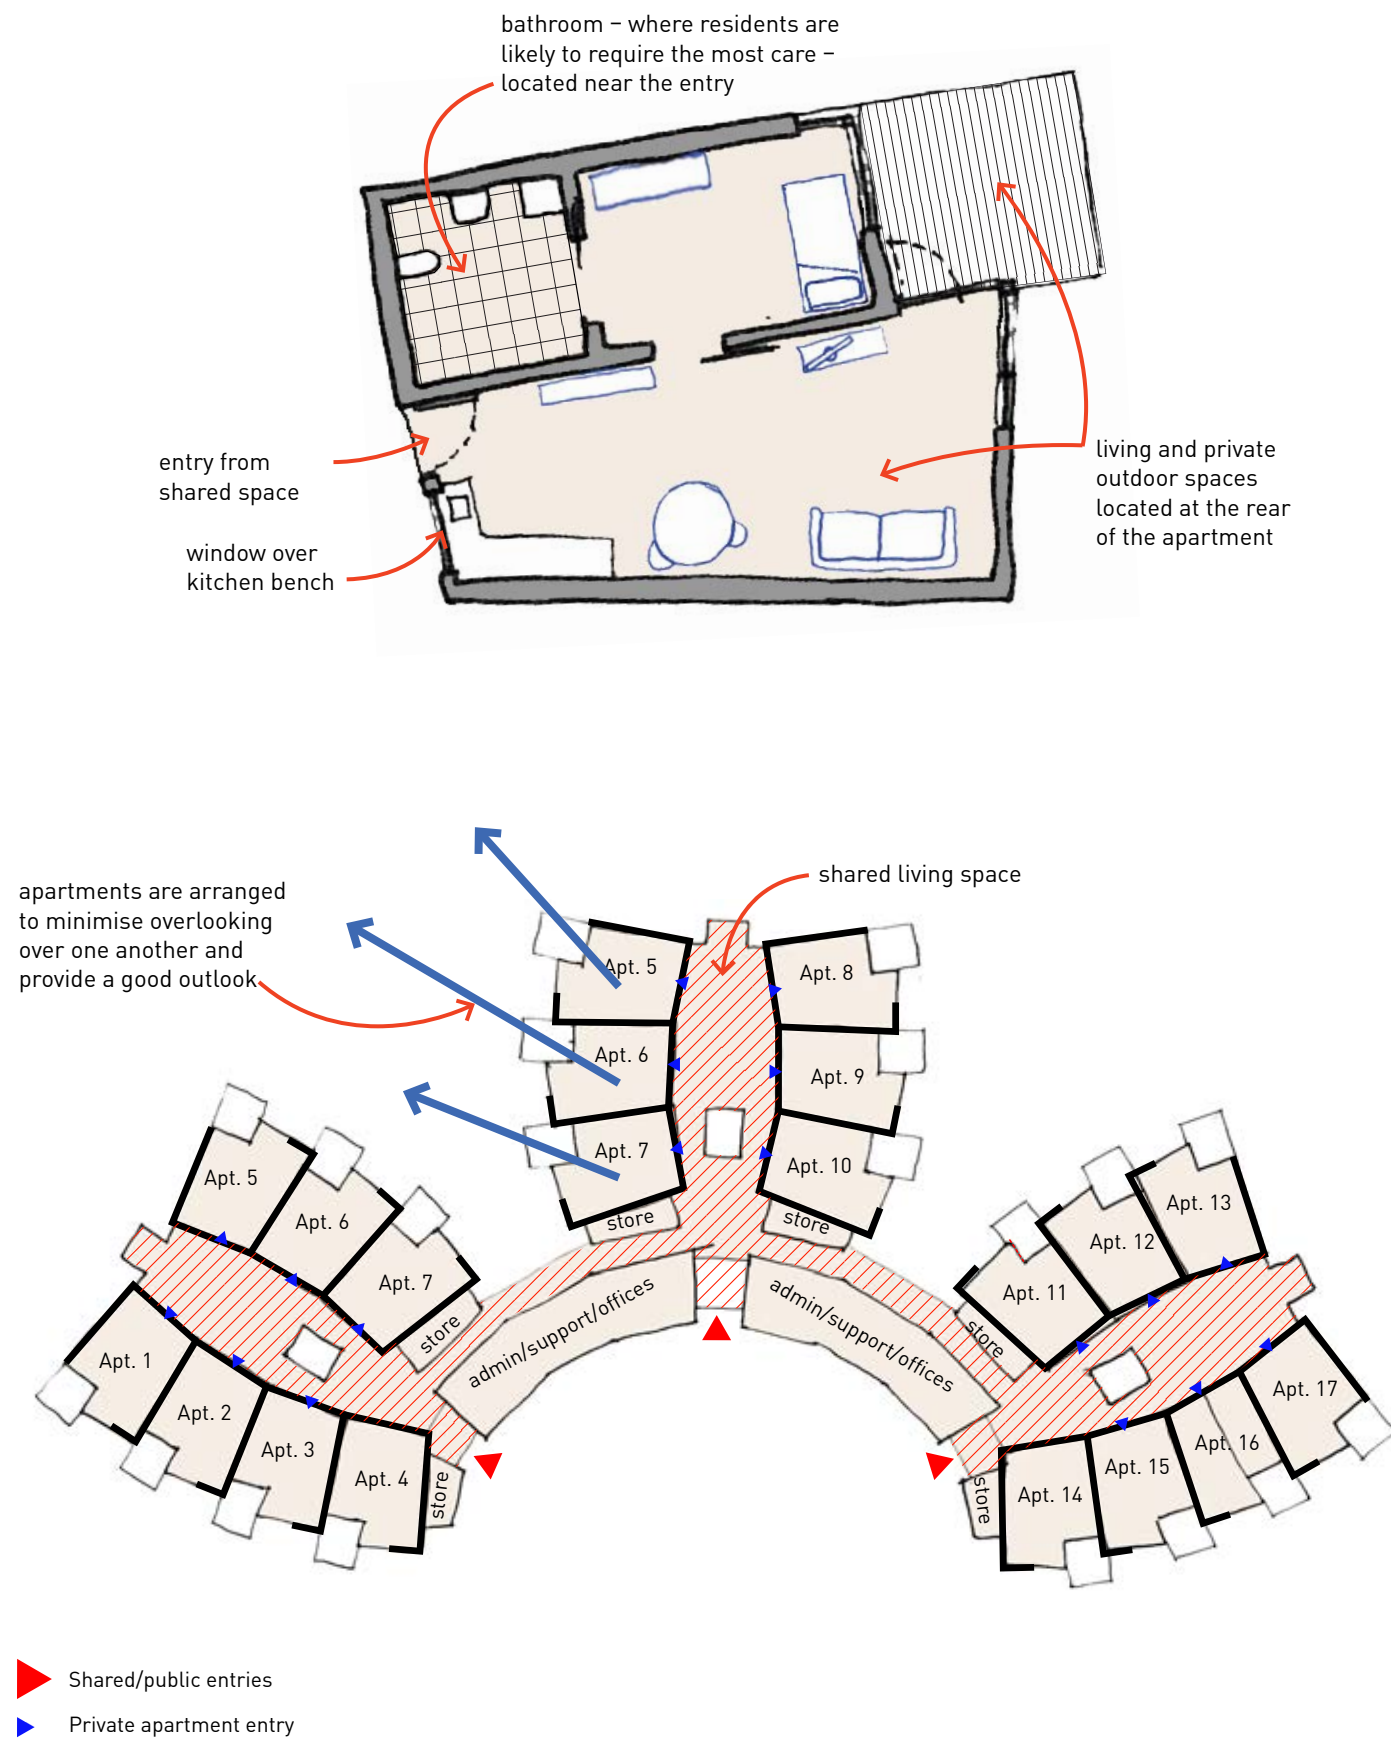 bathroom – where residents are
likely to require the most care –
located near the entry
entry from
shared space
window over
kitchen bench
living and private
outdoor spaces
located at the rear
of the apartment
apartments are arranged
to minimise overlooking
over one another and
provide a good outlook
shared living space
Apt. 5
Apt. 6
Apt. 7
store
Apt. 8
Apt. 9
Apt. 10
store
Apt. 5
Apt. 6
Apt. 7
store
Apt. 1
Apt. 2
Apt. 3
Apt. 4
store
admin/support/offices
admin/support/offices
Apt. 11
Apt. 12
Apt. 13
store
Apt. 14
Apt. 15
Apt. 16
Apt. 17
store
Shared/public entries
Private apartment entry